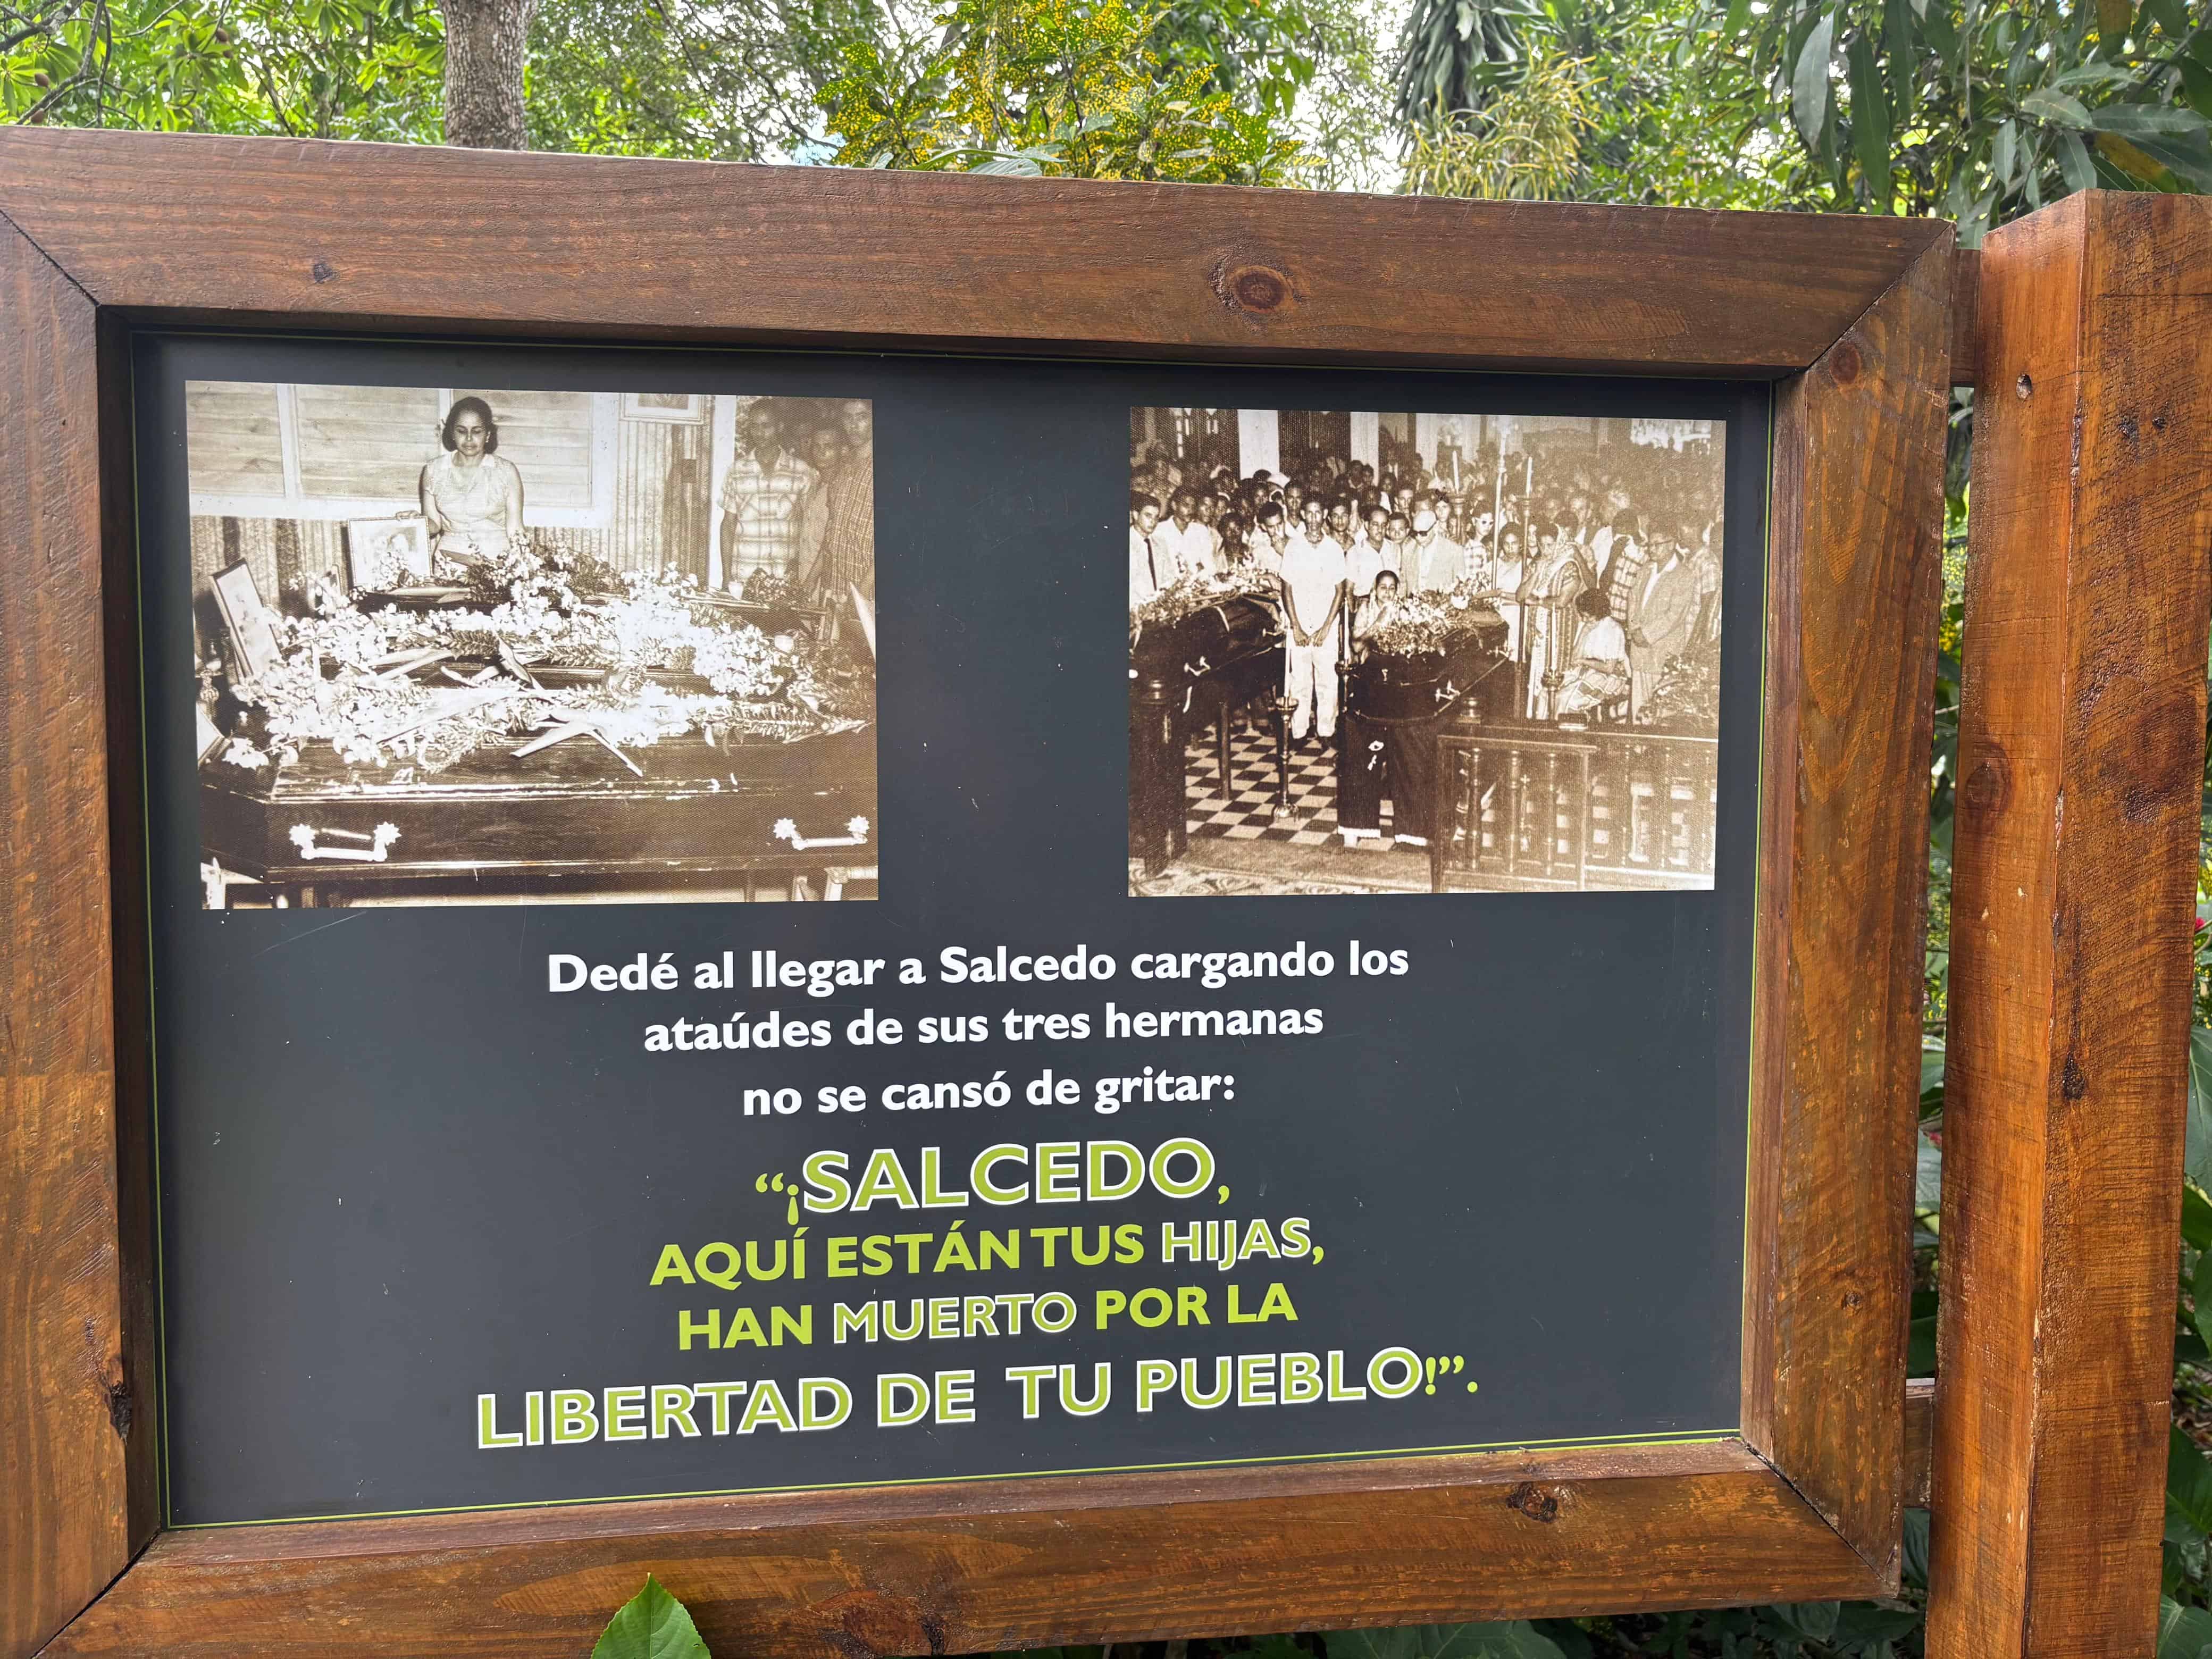 Dedé al llegar a Salcedo cargando los
ataúdes de sus tres hermanas
no se cansó de gritar:
“¡SALCEDO,
AQUÍ ESTÁN TUS HIJAS,
HAN MUERTO POR LA
LIBERTAD DE TU PUEBLO!”.